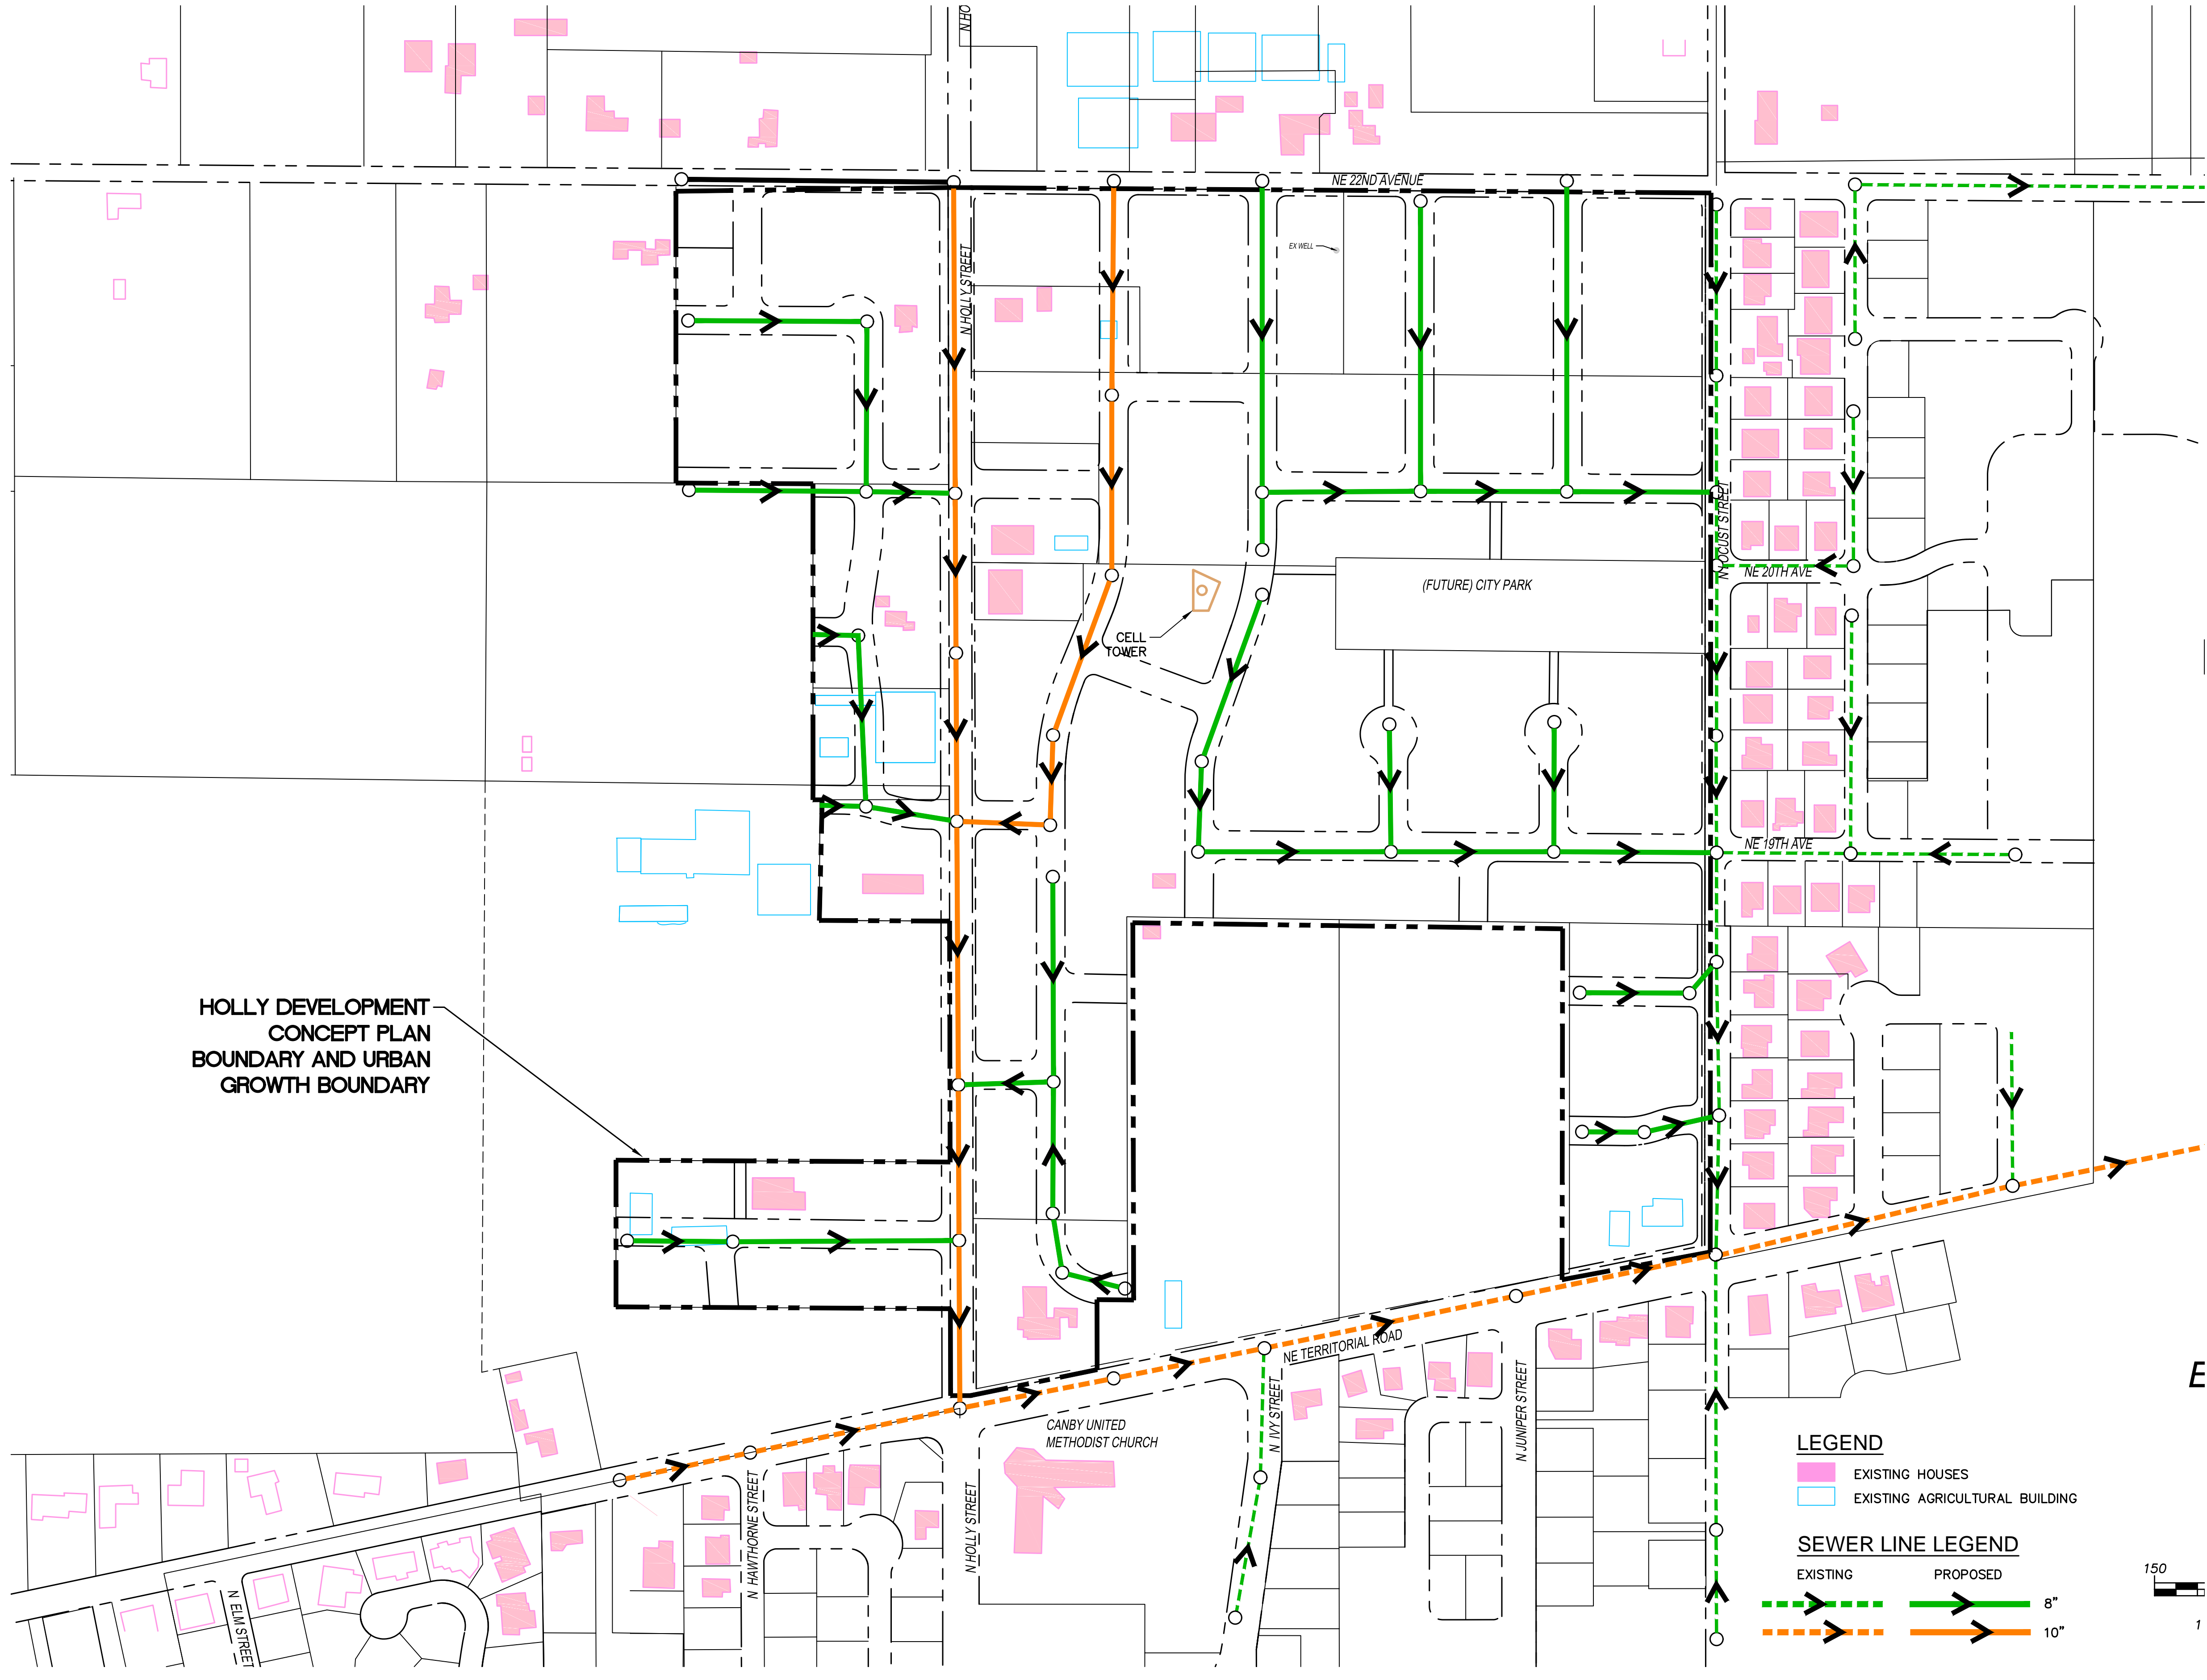 N HO
NE 22ND AVENUE
EX WELL
N HOLLY STREET
N LOCUST STREET
NE 20TH AVE
(FUTURE) CITY PARK
CELL
TOWER
NE 19TH AVE
HOLLY DEVELOPMENT
CONCEPT PLAN
BOUNDARY AND URBAN
GROWTH BOUNDARY
NE TERRITORIAL ROAD
CANBY UNITED
METHODIST CHURCH
N IVY STREET
N JUNIPER STREET
N HOLLY STREET
N HAWTHORNE STREET
N ELM STREET
E
LEGEND
EXISTING HOUSES
EXISTING AGRICULTURAL BUILDING
SEWER LINE LEGEND
EXISTING PROPOSED
8"
10"
150
1